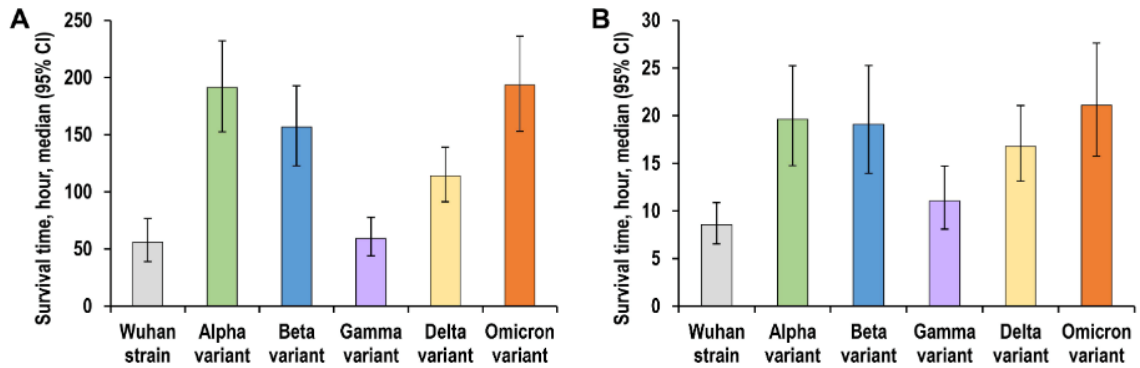 A
Survival time, hour, median (95% CI)
250
200
150
100
50
0
Wuhan strain
Alpha variant
Beta variant
Gamma variant
Delta variant
Omicron variant
B
Survival time, hour, median (95% CI)
30
25
20
15
10
5
0
Wuhan strain
Alpha variant
Beta variant
Gamma variant
Delta variant
Omicron variant